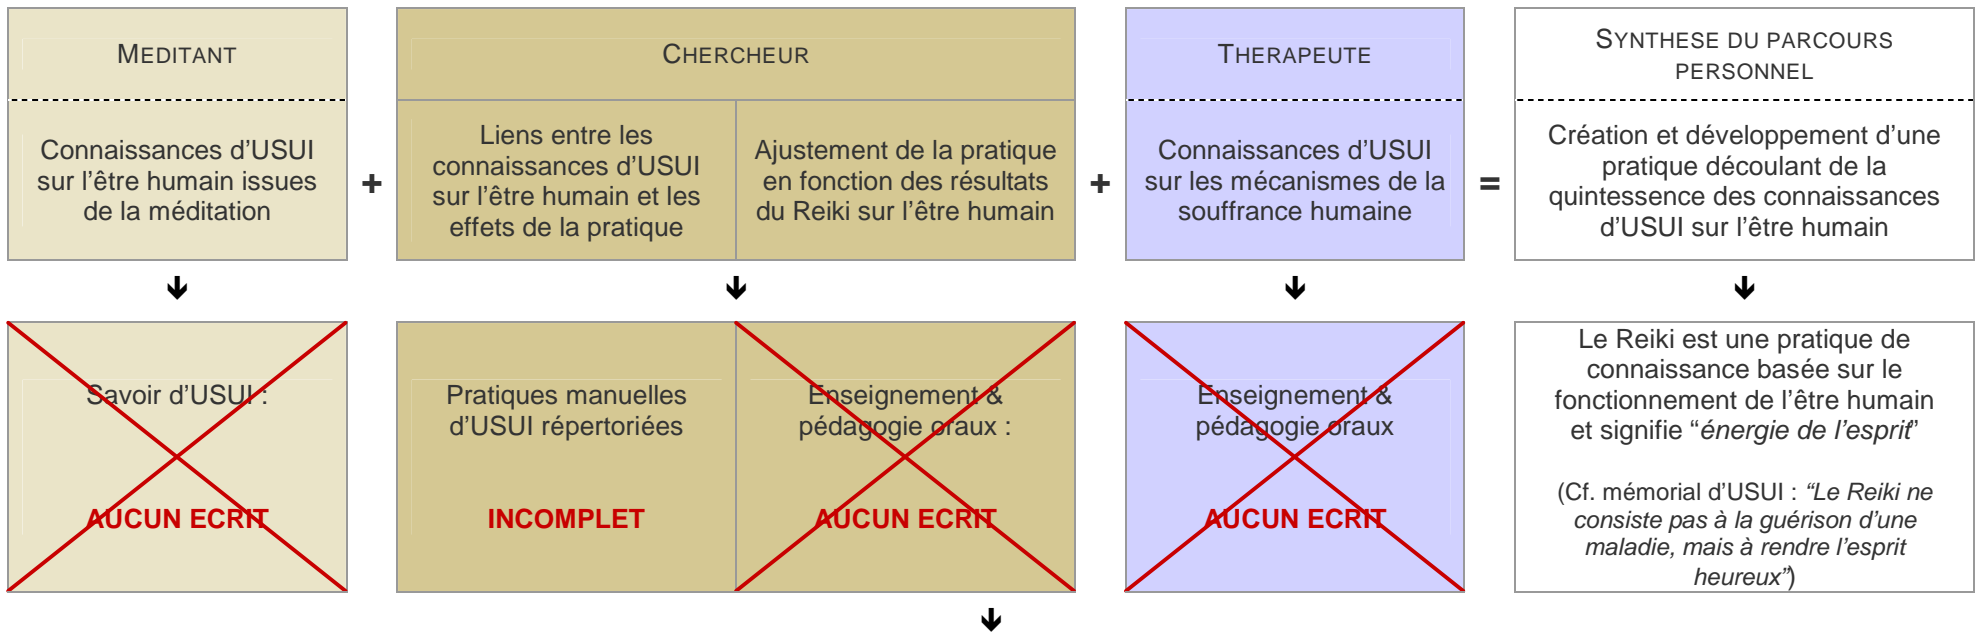 MEDITANT
Connaissances d’USUI
sur l’être humain issues
de la méditation
+
CHERCHEUR
Liens entre les
connaissances d’USUI
sur l’être humain et les
effets de la pratique
Ajustement de la pratique
en fonction des résultats
du Reiki sur l’être humain
+
THERAPEUTE
Connaissances d’USUI
sur les mécanismes de la
souffrance humaine
=
SYNTHESE DU PARCOURS
PERSONNEL
Création et développement d’une
pratique découlant de la
quintessence des connaissances
d’USUI sur l’être humain
Savoir d’USUI :
AUCUN ECRIT
Pratiques manuelles
d’USUI répertoriées
INCOMPLET
Enseignement &
pédagogie oraux :
AUCUN ECRIT
Enseignement &
pédagogie oraux
AUCUN ECRIT
Le Reiki est une pratique de
connaissance basée sur le
fonctionnement de l’être humain
et signifie “énergie de l’esprit”
(Cf. mémorial d’USUI : “Le Reiki ne
consiste pas à la guérison d’une
maladie, mais à rendre l’esprit
heureux”)